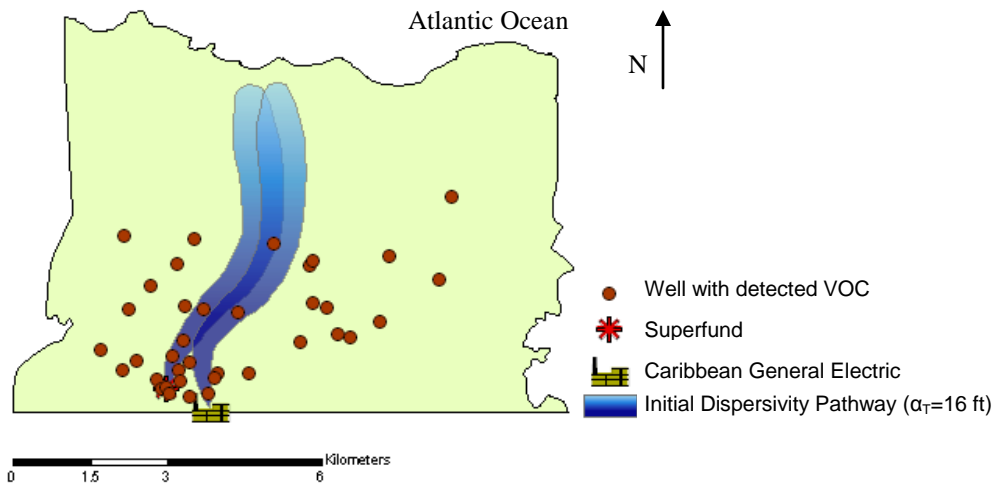 Atlantic Ocean
N
Well with detected VOC
Superfund
Caribbean General Electric
Initial Dispersivity Pathway (αT=16 ft)
Kilometers
0 1.5 3 6